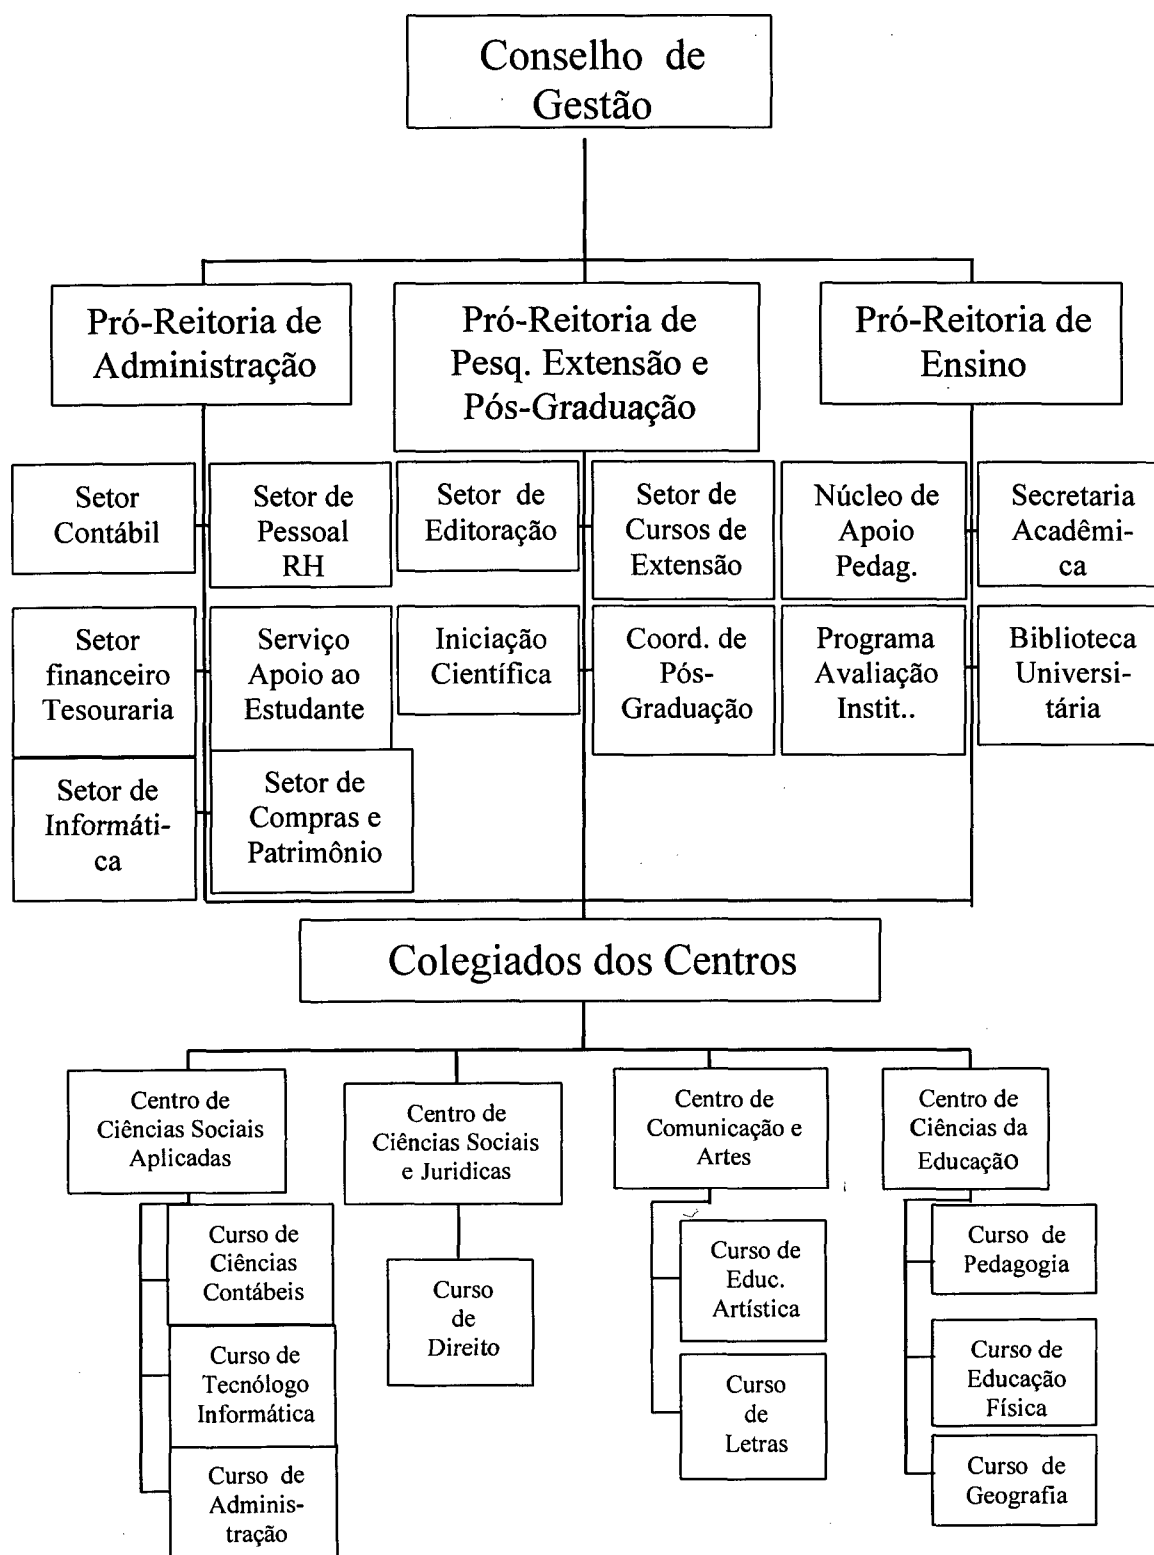 Conselho de
Gestão
Pró-Reitoria de
Administração
Pró-Reitoria de
Pesq. Extensão e
Pós-Graduação
Pró-Reitoria de
Ensino
Setor
Contábil
Setor de
Pessoal
RH
Setor de
Editoração
Setor de
Cursos de
Extensão
Núcleo de
Apoio
Pedag.
Secretaria
Acadêmi-
ca
Setor
financeiro
Tesouraria
Serviço
Apoio ao
Estudante
Iniciação
Científica
Coord. de
Pós-
Graduação
Programa
Avaliação
Instit..
Biblioteca
Universi-
tária
Setor de
Informáti-
ca
Setor de
Compras e
Patrimônio
Colegiados dos Centros
Centro de
Ciências Sociais
Aplicadas
Centro de
Ciências Sociais
e Juridicas
Centro de
Comunicação e
Artes
Centro de
Ciências da
Educação
Curso de
Ciências
Contábeis
Curso
de
Direito
Curso de
Educ.
Artística
Curso de
Pedagogia
Curso de
Tecnólogo
Informática
Curso
de
Letras
Curso de
Educação
Física
Curso de
Adminis-
tração
Curso de
Geografia